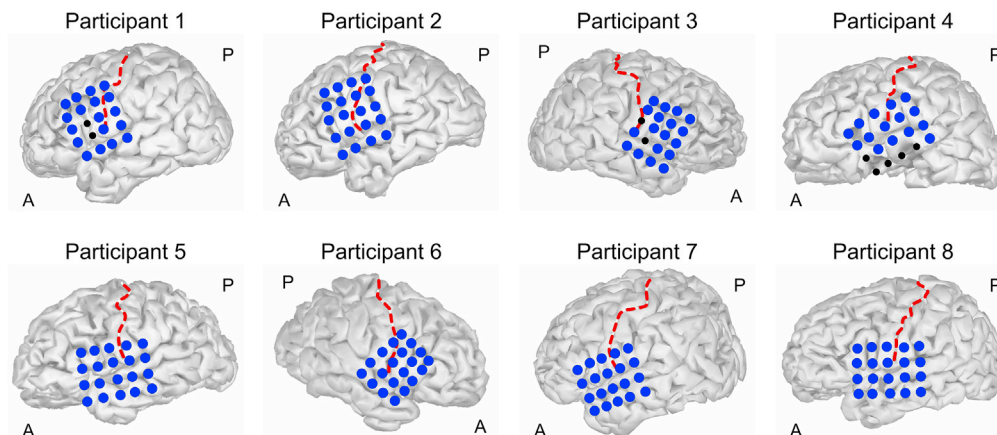 Participant 1
Participant 2
Participant 3
Participant 4
P
P
P
P
A
A
A
A
Participant 5
Participant 6
Participant 7
Participant 8
P
P
P
P
A
A
A
A